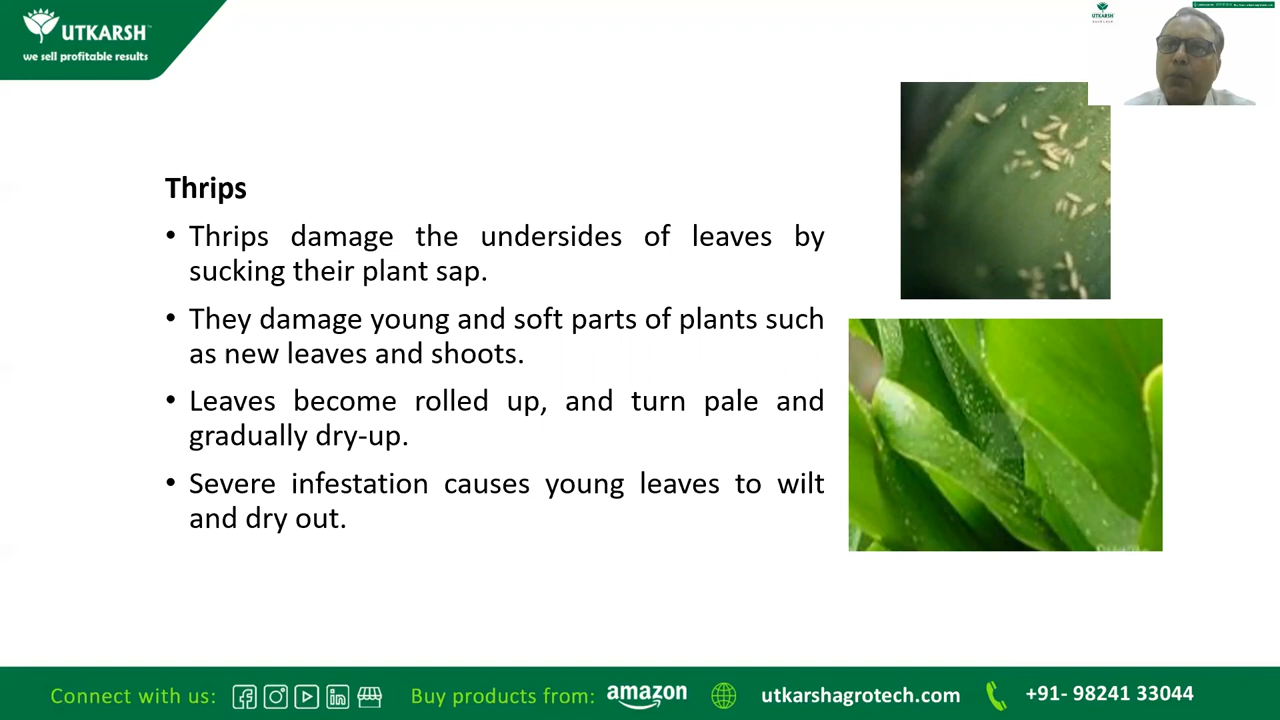 UTKARSH
we sell profitable results
UTKARSH
Thrips
• Thrips damage the undersides of leaves by
sucking their plant sap.
• They damage young and soft parts of plants such
as new leaves and shoots.
• Leaves become rolled up, and turn pale and
gradually dry-up.
• Severe infestation causes young leaves to wilt
and dry out.
Connect with us:
Buy products from: amazon
utkarshagrotech.com
+91- 98241 33044